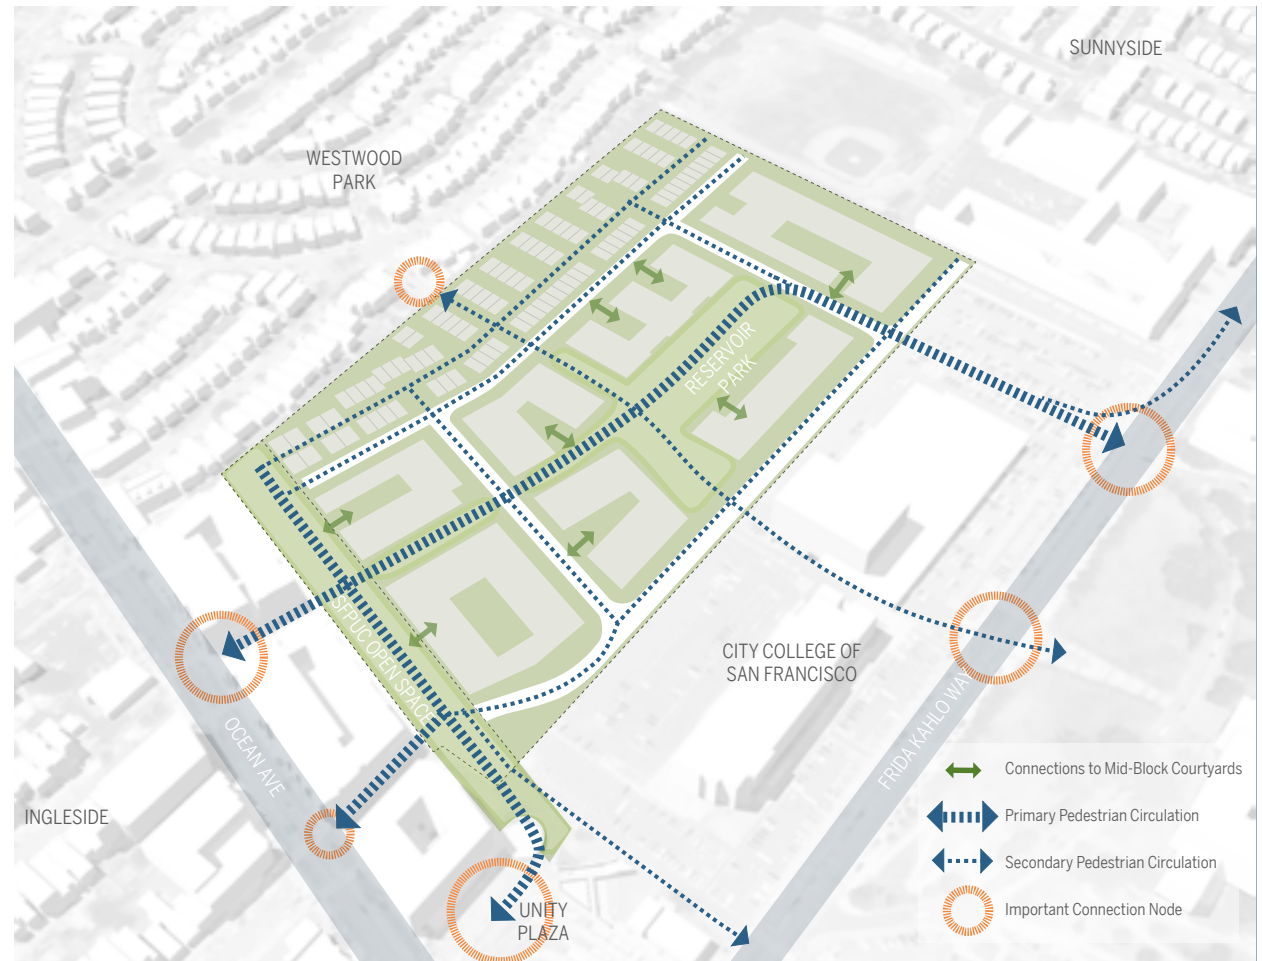 SUNNYSIDE
WESTWOOD
PARK
RESERVOIR
PARK
SFPUC OPEN SPACE
CITY COLLEGE OF
SAN FRANCISCO
OCEAN AVE
FRIDA KAHLO WAY
INGLESIDE
UNITY
PLAZA
Connections to Mid-Block Courtyards
Primary Pedestrian Circulation
Secondary Pedestrian Circulation
Important Connection Node